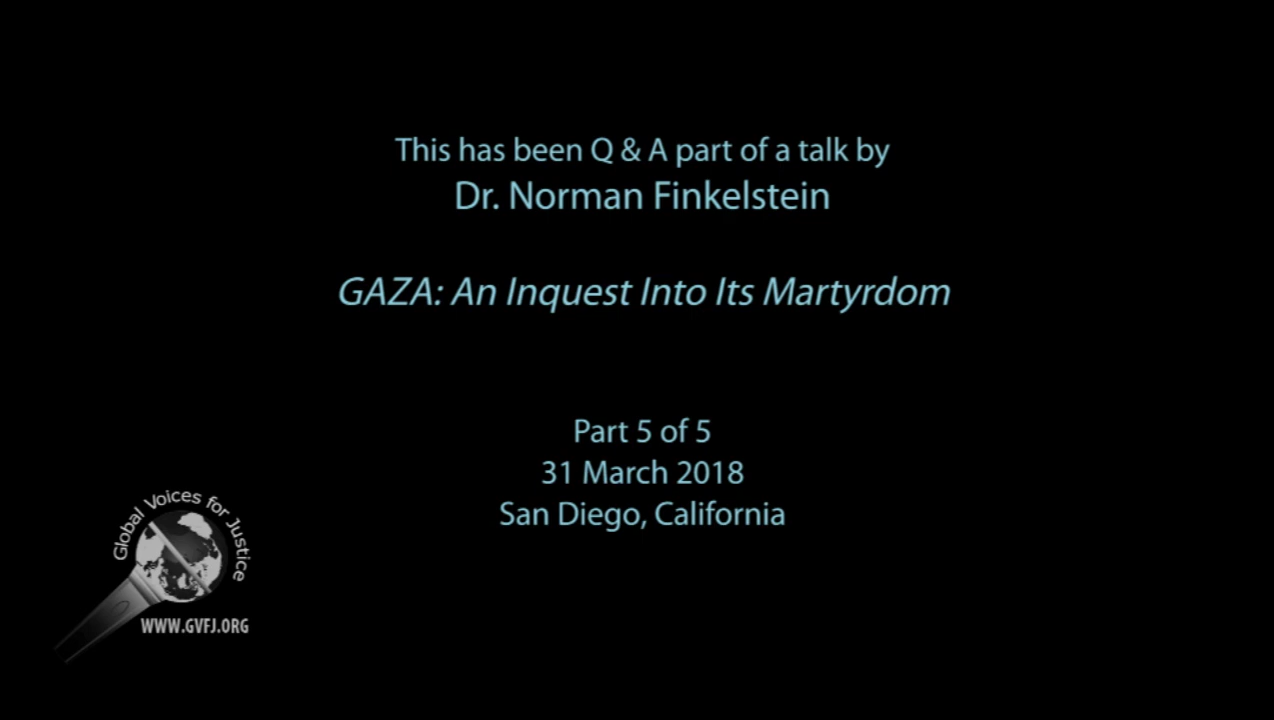 This has been Q & A part of a talk by
Dr. Norman Finkelstein
GAZA: An Inquest Into Its Martyrdom
Part 5 of 5
31 March 2018
San Diego, California
Global Voices for Justice
WWW.GVFJ.ORG